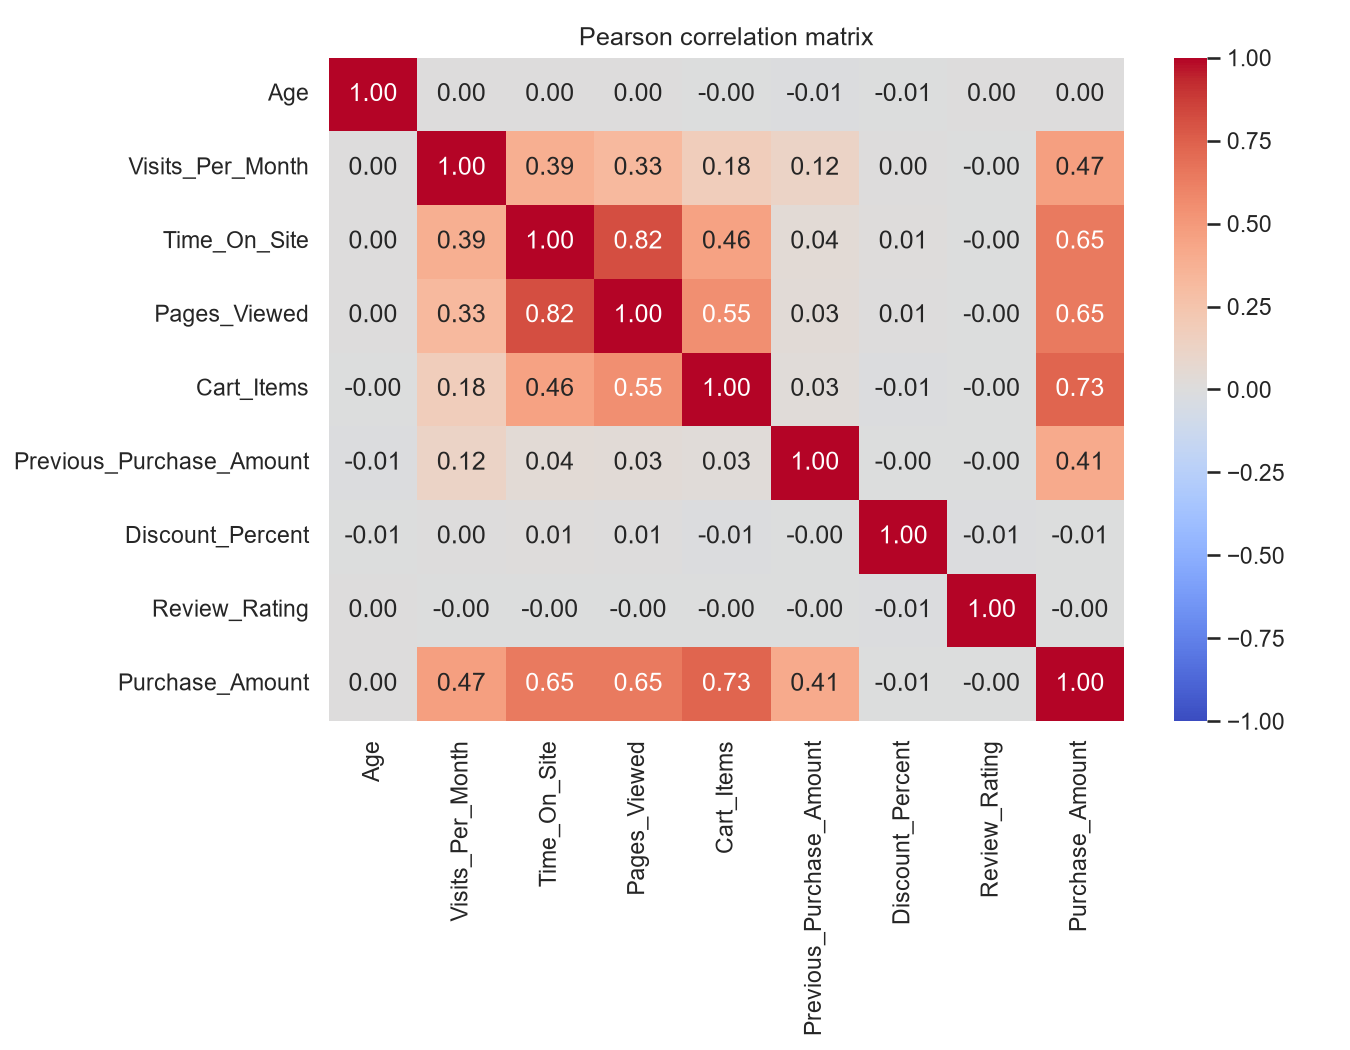 Pearson correlation matrix
Age 1.00 0.00 0.00 0.00 -0.00 -0.01 -0.01 0.00 0.00
Visits_Per_Month 0.00 1.00 0.39 0.33 0.18 0.12 0.00 -0.00 0.47
Time_On_Site 0.00 0.39 1.00 0.82 0.46 0.04 0.01 -0.00 0.65
Pages_Viewed 0.00 0.33 0.82 1.00 0.55 0.03 0.01 -0.00 0.65
Cart_Items -0.00 0.18 0.46 0.55 1.00 0.03 -0.01 -0.00 0.73
Previous_Purchase_Amount -0.01 0.12 0.04 0.03 0.03 1.00 -0.00 -0.00 0.41
Discount_Percent -0.01 0.00 0.01 0.01 -0.01 -0.00 1.00 -0.01 -0.01
Review_Rating 0.00 -0.00 -0.00 -0.00 -0.00 -0.00 -0.01 1.00 -0.00
Purchase_Amount 0.00 0.47 0.65 0.65 0.73 0.41 -0.01 -0.00 1.00
Age
Visits_Per_Month
Time_On_Site
Pages_Viewed
Cart_Items
Previous_Purchase_Amount
Discount_Percent
Review_Rating
Purchase_Amount
1.00
0.75
0.50
0.25
0.00
−0.25
−0.50
−0.75
−1.00